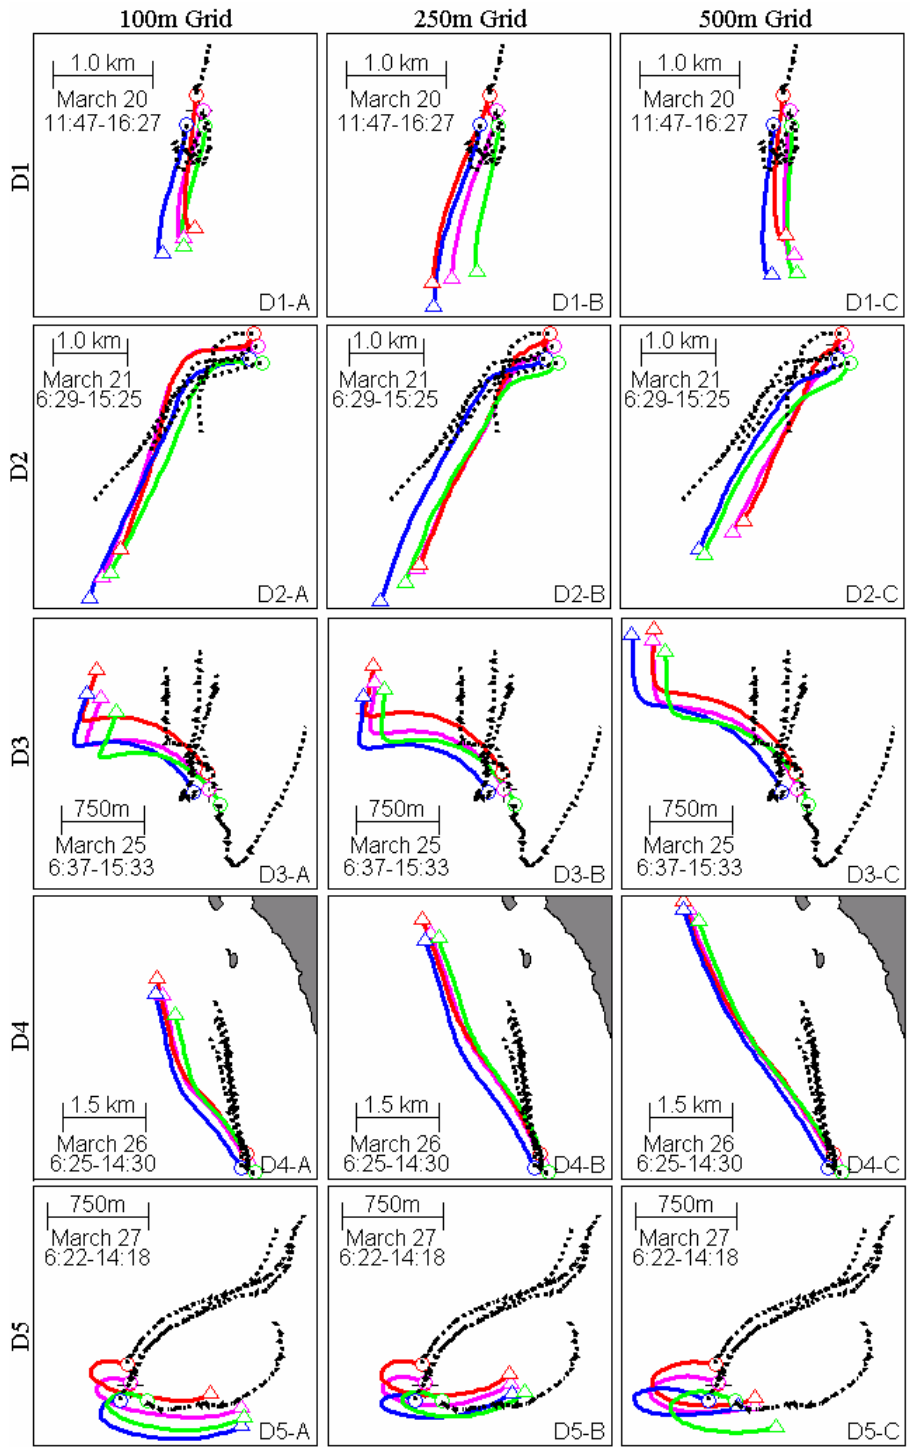 100m Grid 250m Grid 500m Grid
D1
1.0 km
March 20
11:47-16:27
D1-A
1.0 km
March 20
11:47-16:27
D1-B
1.0 km
March 20
11:47-16:27
D1-C
D2
1.0 km
March 21
6:29-15:25
D2-A
1.0 km
March 21
6:29-15:25
D2-B
1.0 km
March 21
6:29-15:25
D2-C
D3
750m
March 25
6:37-15:33
D3-A
750m
March 25
6:37-15:33
D3-B
750m
March 25
6:37-15:33
D3-C
D4
1.5 km
March 26
6:25-14:30
D4-A
1.5 km
March 26
6:25-14:30
D4-B
1.5 km
March 26
6:25-14:30
D4-C
D5
750m
March 27
6:22-14:18
D5-A
750m
March 27
6:22-14:18
D5-B
750m
March 27
6:22-14:18
D5-C